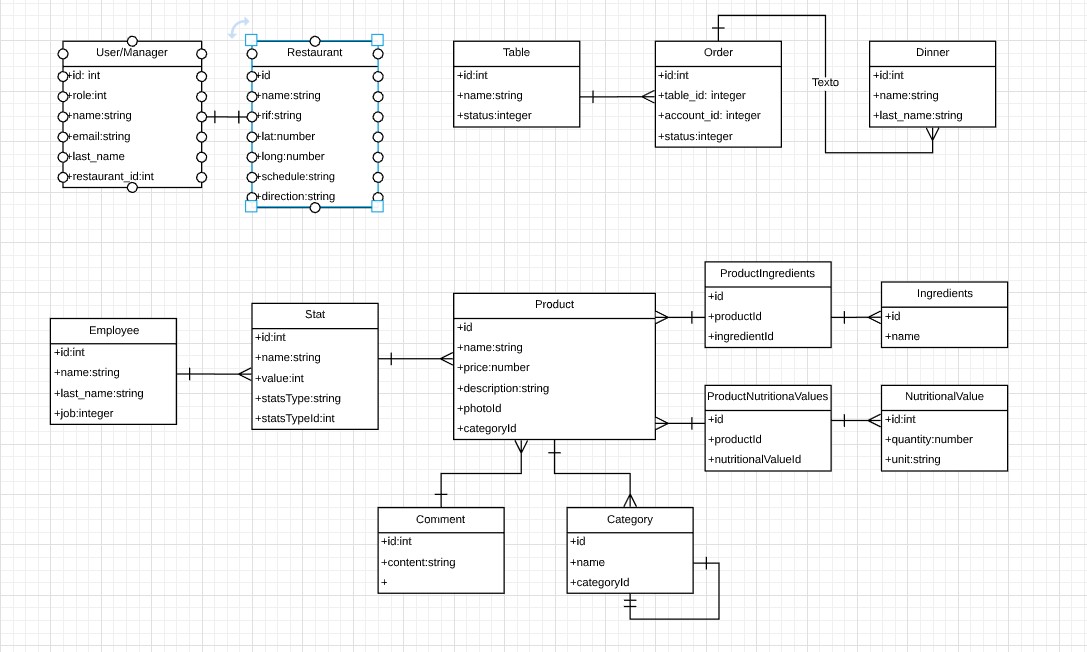 User/Manager
+id: int
+role:int
+name:string
+email:string
+last_name
+restaurant_id:int
Restaurant
+id
+name:string
+rif:string
+lat:number
+long:number
+schedule:string
+direction:string
Table
+id:int
+name:string
+status:integer
Order
+id:int
+table_id: integer
+account_id: integer
+status:integer
Texto
Dinner
+id:int
+name:string
+last_name:string
Employee
+id:int
+name:string
+last_name:string
+job:integer
Stat
+id:int
+name:string
+value:int
+statsType:string
+statsTypeId:int
Product
+id
+name:string
+price:number
+description:string
+photoId
+categoryId
ProductIngredients
+id
+productId
+ingredientId
Ingredients
+id
+name
ProductNutritionaValues
+id
+productId
+nutritionalValueId
NutritionalValue
+id:int
+quantity:number
+unit:string
Comment
+id:int
+content:string
+
Category
+id
+name
+categoryId